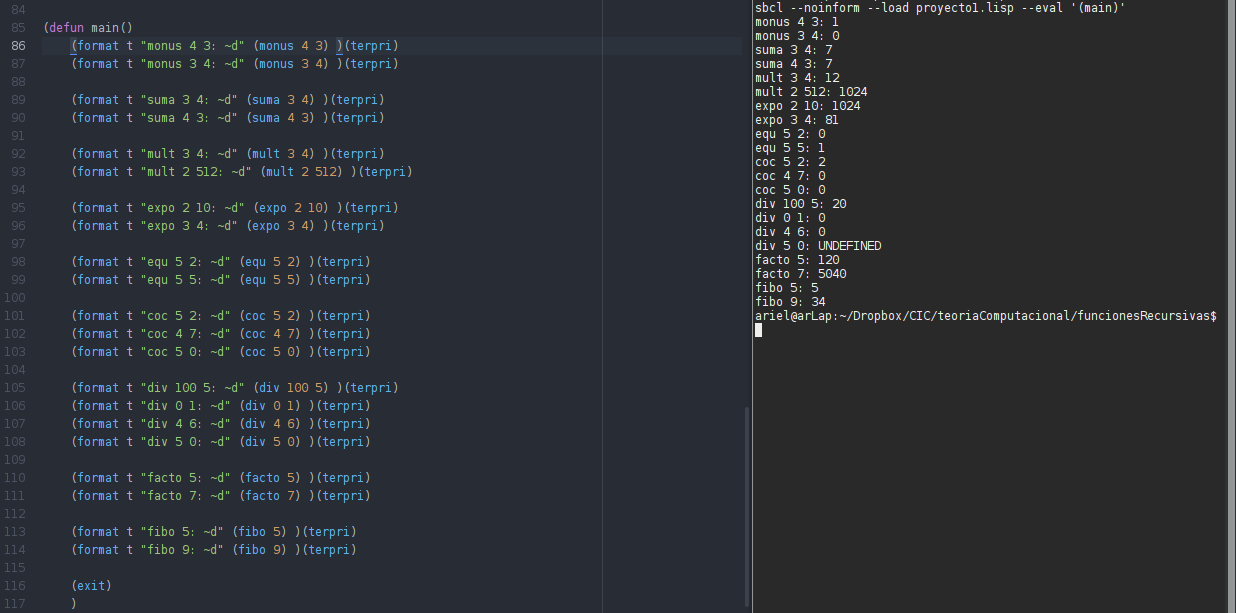 84
85 (defun main()
86 (format t "monus 4 3: ~d" (monus 4 3) )(terpri)
87 (format t "monus 3 4: ~d" (monus 3 4) )(terpri)
88
89 (format t "suma 3 4: ~d" (suma 3 4) )(terpri)
90 (format t "suma 4 3: ~d" (suma 4 3) )(terpri)
91
92 (format t "mult 3 4: ~d" (mult 3 4) )(terpri)
93 (format t "mult 2 512: ~d" (mult 2 512) )(terpri)
94
95 (format t "expo 2 10: ~d" (expo 2 10) )(terpri)
96 (format t "expo 3 4: ~d" (expo 3 4) )(terpri)
97
98 (format t "equ 5 2: ~d" (equ 5 2) )(terpri)
99 (format t "equ 5 5: ~d" (equ 5 5) )(terpri)
100
101 (format t "coc 5 2: ~d" (coc 5 2) )(terpri)
102 (format t "coc 4 7: ~d" (coc 4 7) )(terpri)
103 (format t "coc 5 0: ~d" (coc 5 0) )(terpri)
104
105 (format t "div 100 5: ~d" (div 100 5) )(terpri)
106 (format t "div 0 1: ~d" (div 0 1) )(terpri)
107 (format t "div 4 6: ~d" (div 4 6) )(terpri)
108 (format t "div 5 0: ~d" (div 5 0) )(terpri)
109
110 (format t "facto 5: ~d" (facto 5) )(terpri)
111 (format t "facto 7: ~d" (facto 7) )(terpri)
112
113 (format t "fibo 5: ~d" (fibo 5) )(terpri)
114 (format t "fibo 9: ~d" (fibo 9) )(terpri)
115
116 (exit)
117 )
sbcl --noinform --load proyecto1.lisp --eval '(main)'
monus 4 3: 1
monus 3 4: 0
suma 3 4: 7
suma 4 3: 7
mult 3 4: 12
mult 2 512: 1024
expo 2 10: 1024
expo 3 4: 81
equ 5 2: 0
equ 5 5: 1
coc 5 2: 2
coc 4 7: 0
coc 5 0: 0
div 100 5: 20
div 0 1: 0
div 4 6: 0
div 5 0: UNDEFINED
facto 5: 120
facto 7: 5040
fibo 5: 5
fibo 9: 34
ariel@arLap:~/Dropbox/CIC/teoriaComputacional/funcionesRecursivas$